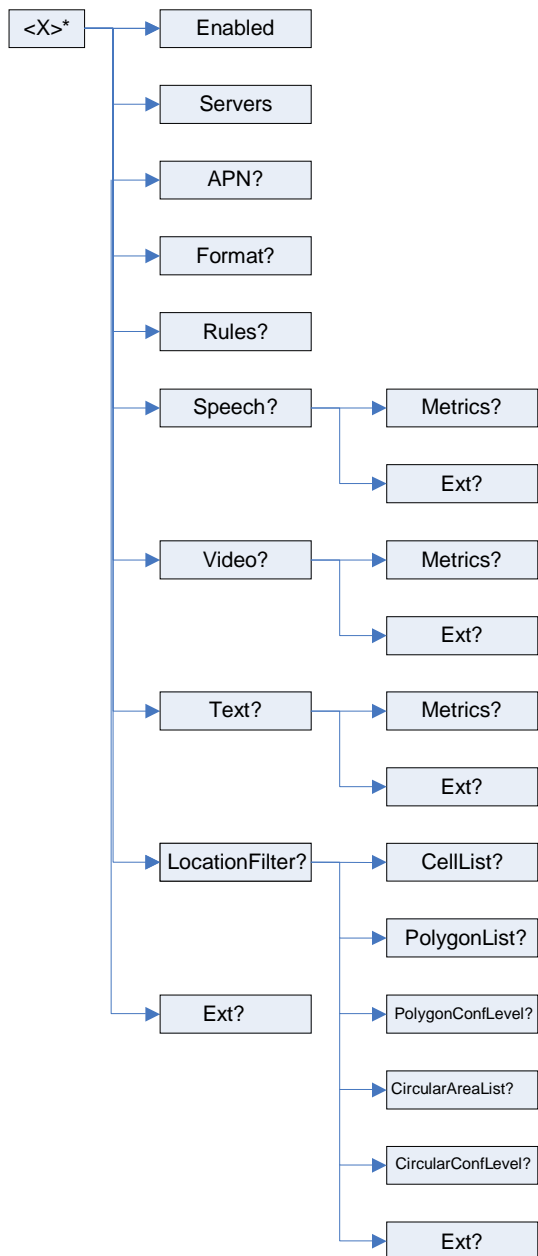 <X>*
Enabled
Servers
APN?
Format?
Rules?
Speech?
Metrics?
Ext?
Video?
Metrics?
Ext?
Text?
Metrics?
Ext?
LocationFilter?
CellList?
PolygonList?
PolygonConfLevel?
CircularAreaList?
CircularConfLevel?
Ext?
Ext?